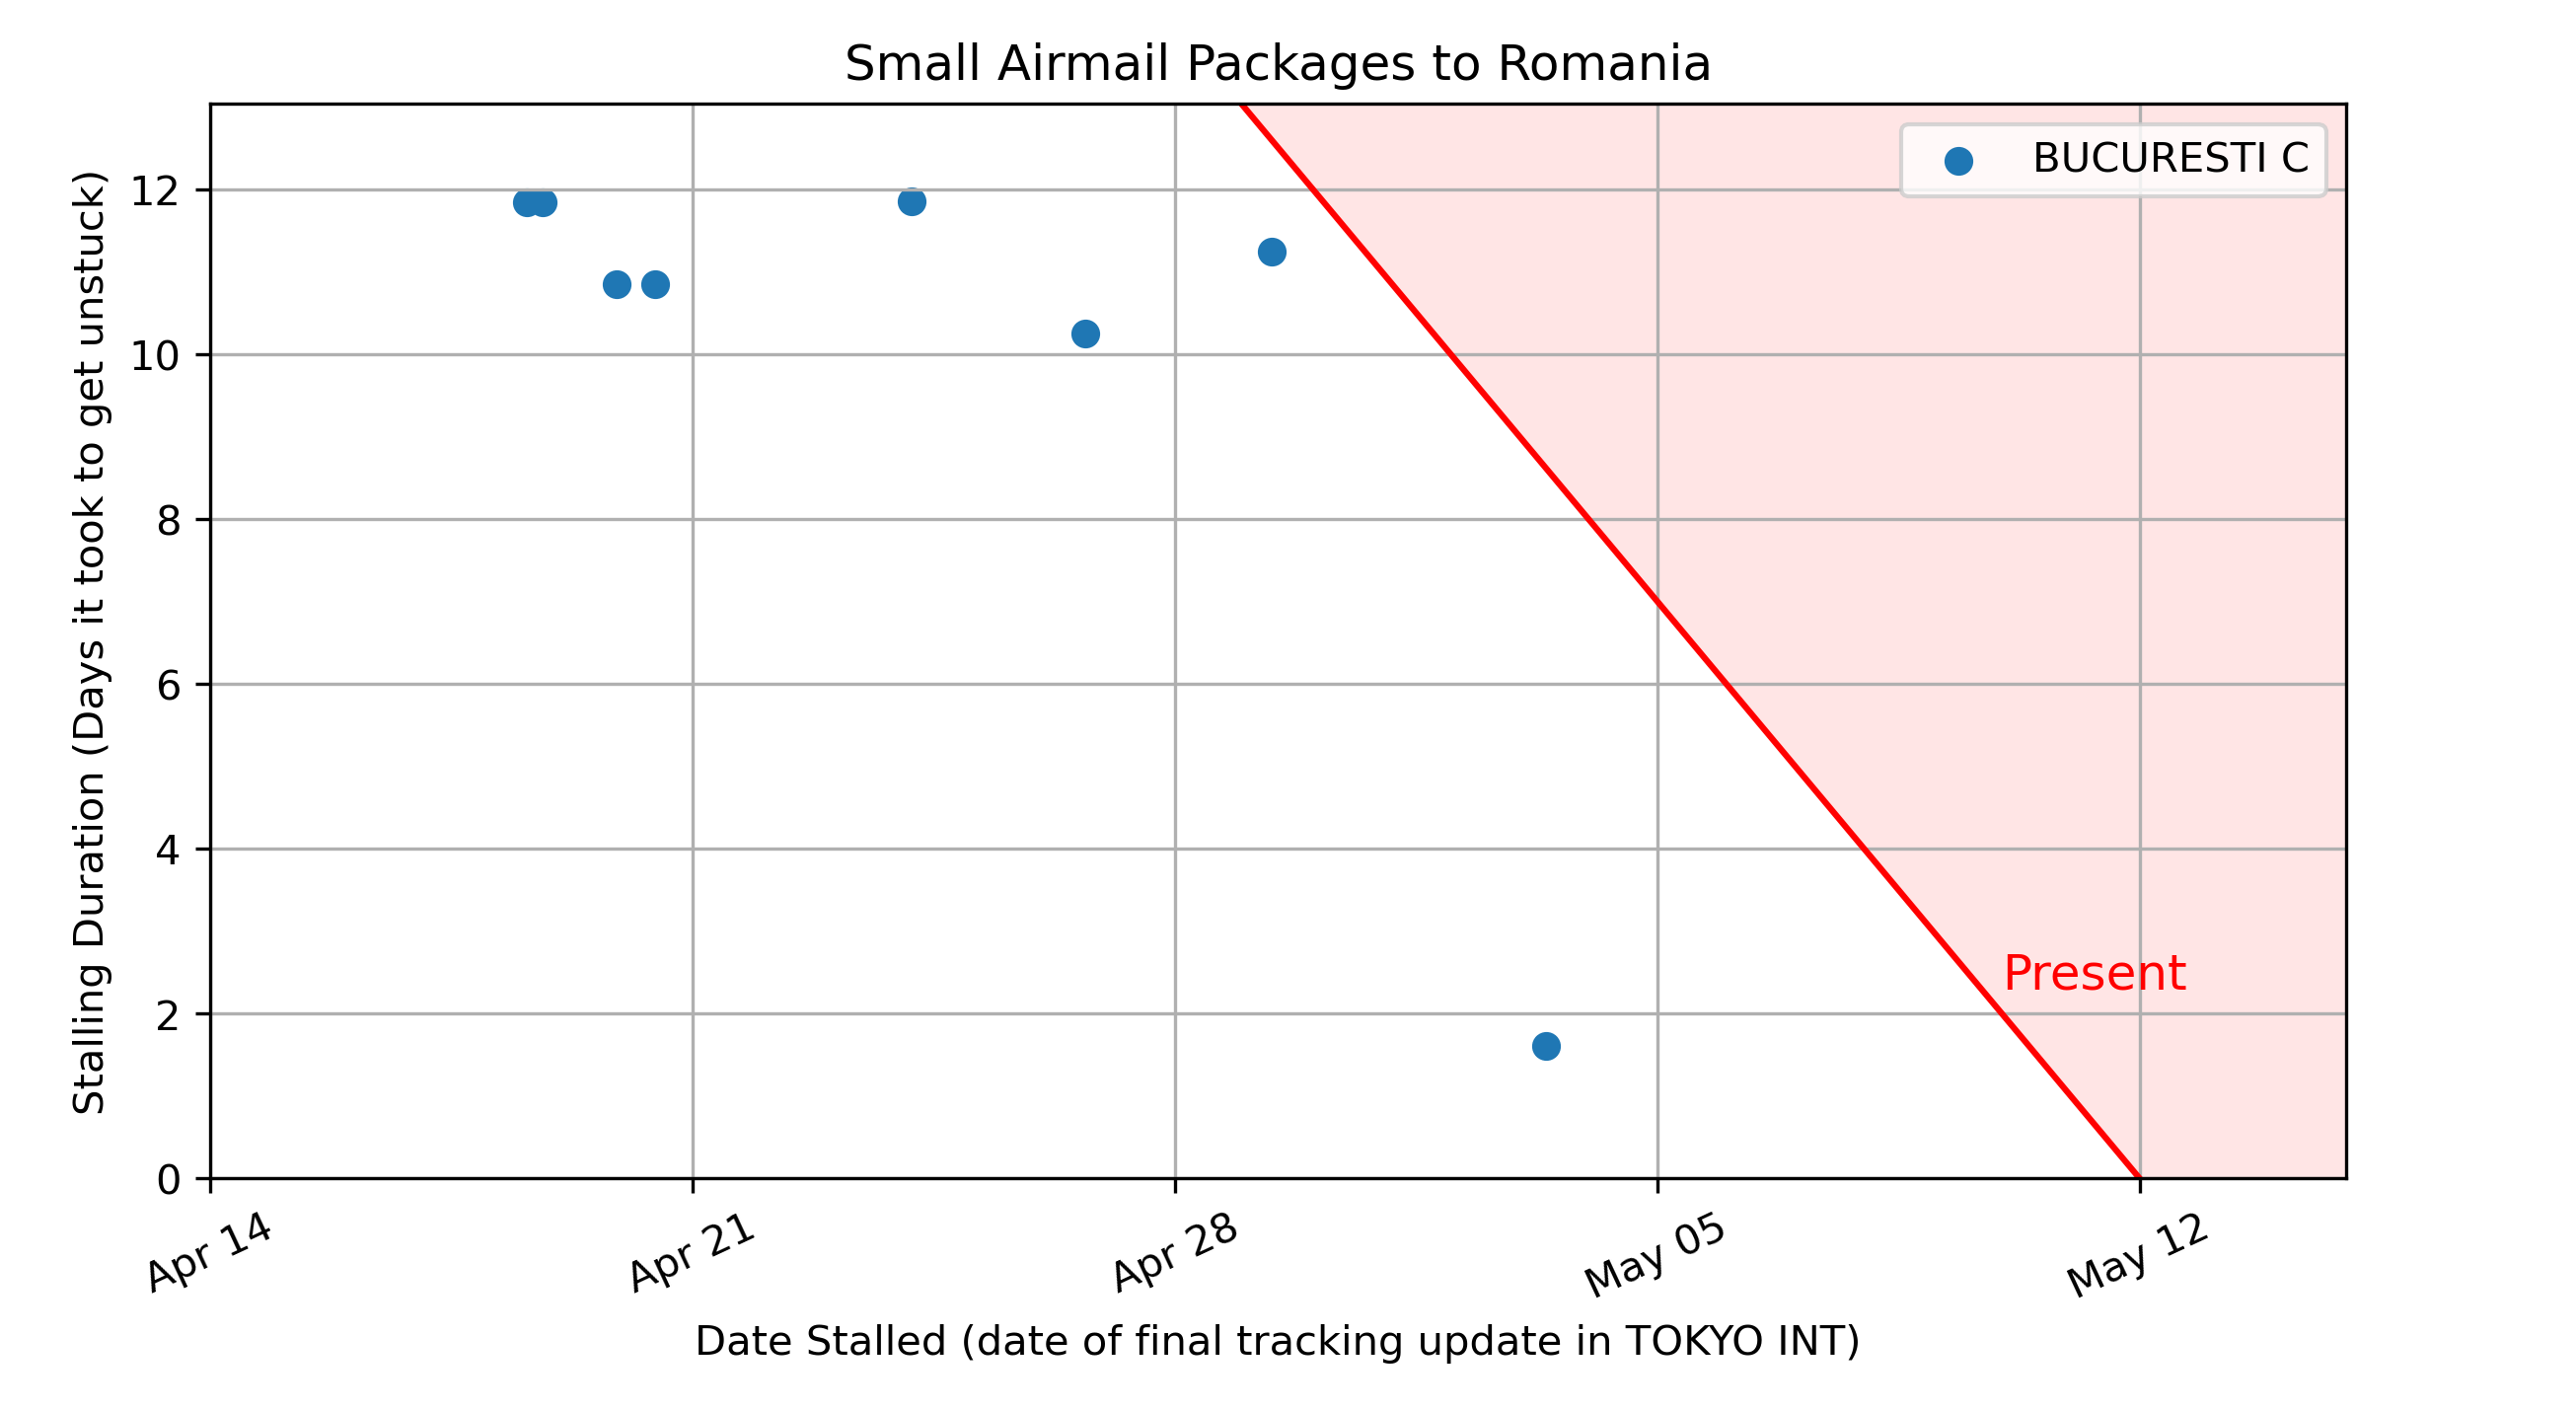 Small Airmail Packages to Romania
BUCURESTI C
Stalling Duration (Days it took to get unstuck)
12
10
8
6
4
2
0
Present
Apr 14
Apr 21
Apr 28
May 05
May 12
Date Stalled (date of final tracking update in TOKYO INT)